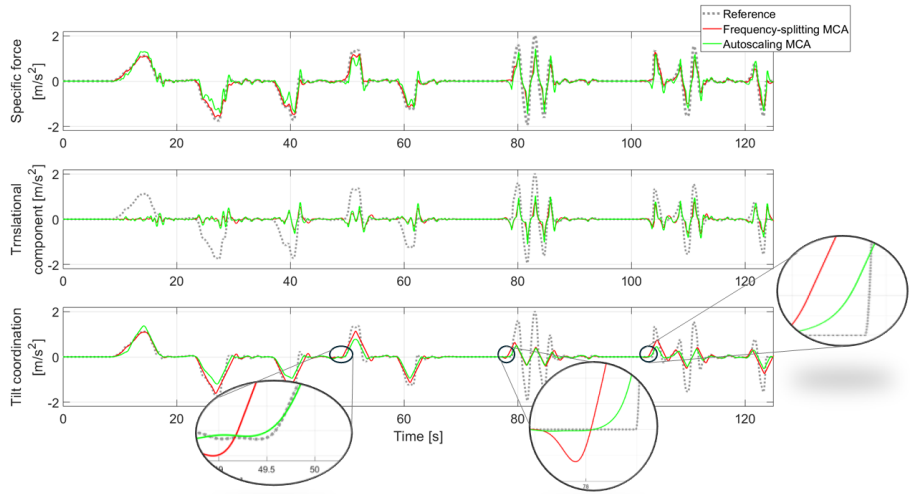 Reference
Frequency-splitting MCA
Autoscaling MCA
Specific force
[m/s²]
2
0
-2
0 20 40 60 80 100 120
Trnslational
component [m/s²]
2
0
-2
0 20 40 60 80 100 120
Tilt coordination
[m/s²]
2
0
-2
0 20 40 60 80 100 120
Time [s]
49.5 50
78